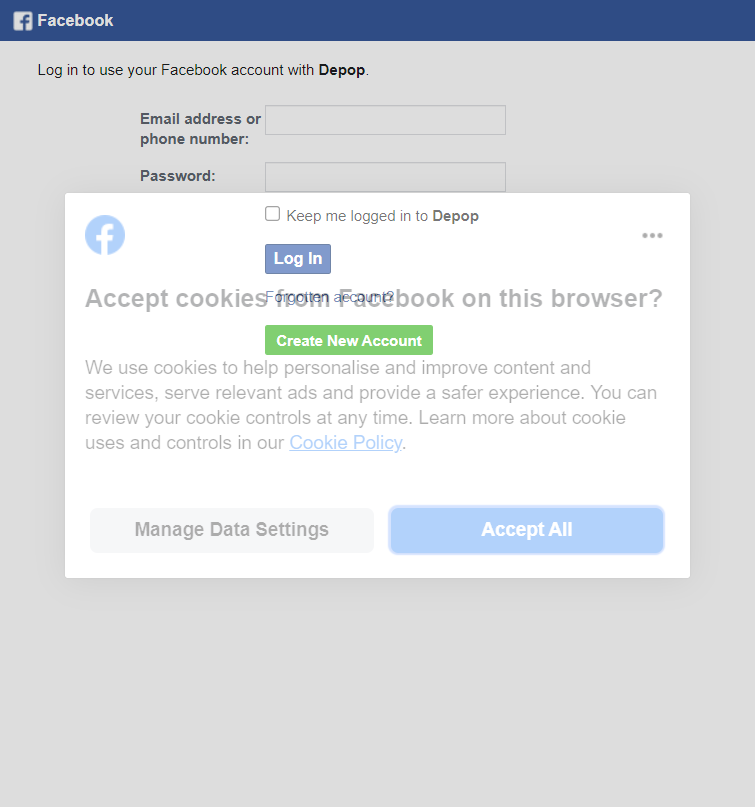 Facebook
Log in to use your Facebook account with Depop.
Email address or
phone number:
Password:
Keep me logged in to Depop
Log In
Forgotten account?
Create New Account
Accept cookies from Facebook on this browser?
We use cookies to help personalise and improve content and
services, serve relevant ads and provide a safer experience. You can
review your cookie controls at any time. Learn more about cookie
uses and controls in our Cookie Policy.
Manage Data Settings
Accept All